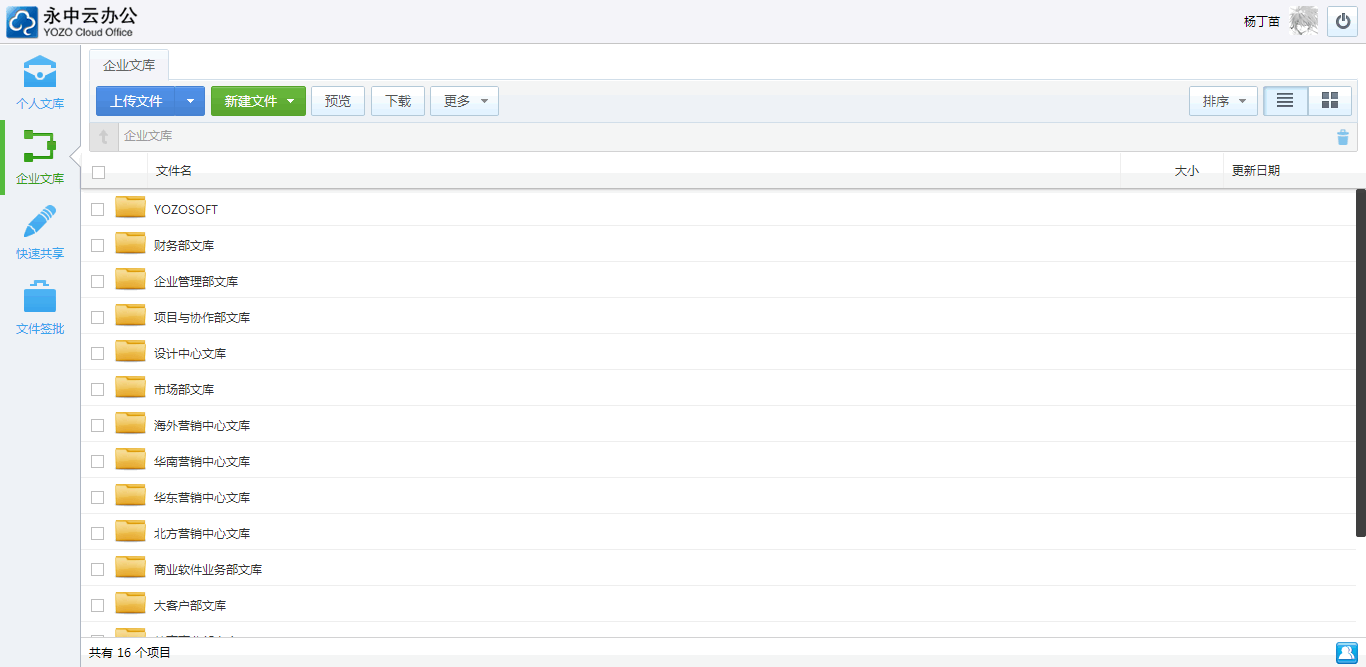 永中云办公
YOZO Cloud Office
杨丁苗
个人文库
企业文库
快速共享
文件签批
企业文库
上传文件
新建文件
预览
下载
更多
排序
企业文库
文件名
大小
更新日期
YOZOSOFT
财务部文库
企业管理部文库
项目与协作部文库
设计中心文库
市场部文库
海外营销中心文库
华南营销中心文库
华东营销中心文库
北方营销中心文库
商业软件业务部文库
大客户部文库
共有 16 个项目